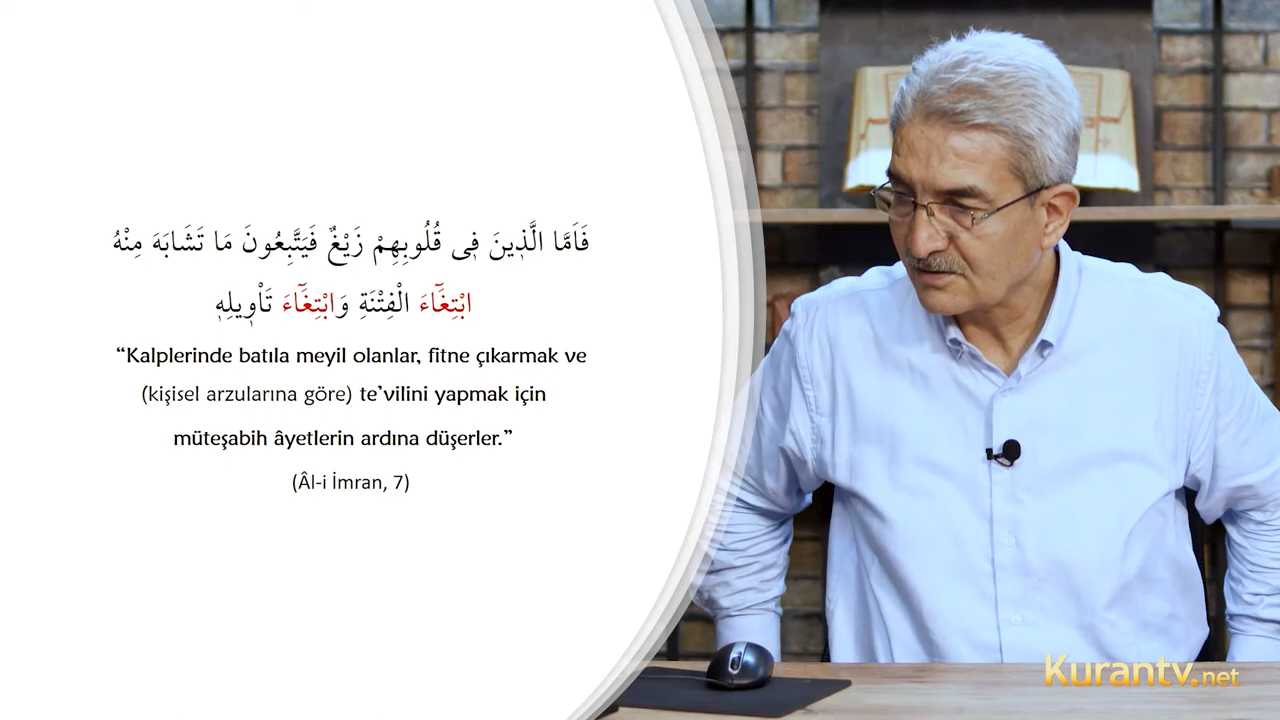 فَاَمَّا الَّذ۪ينَ ف۪ى قُلُوبِهِمْ زَيْغٌ فَيَتَّبِعُونَ مَا تَشَابَهَ مِنْهُ
ابْتِغَٓاءَ الْفِتْنَةِ وَابْتِغَٓاءَ تَاْو۪يلِه۪
“Kalplerinde batıla meyil olanlar, fitne çıkarmak ve
(kişisel arzularına göre) te’vilini yapmak için
müteşabih âyetlerin ardına düşerler.”
(Âl-i İmran, 7)
Kurantv.net